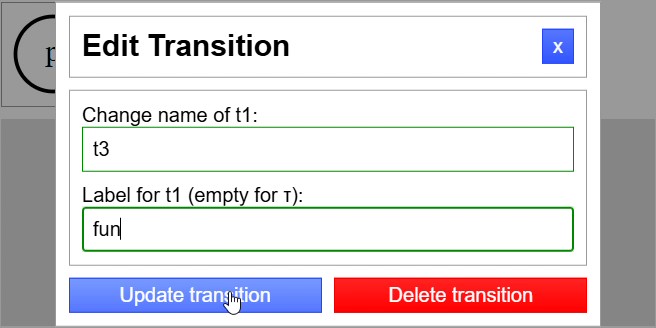 p
Edit Transition
x
Change name of t1:
t3
Label for t1 (empty for τ):
fun
Update transition
Delete transition